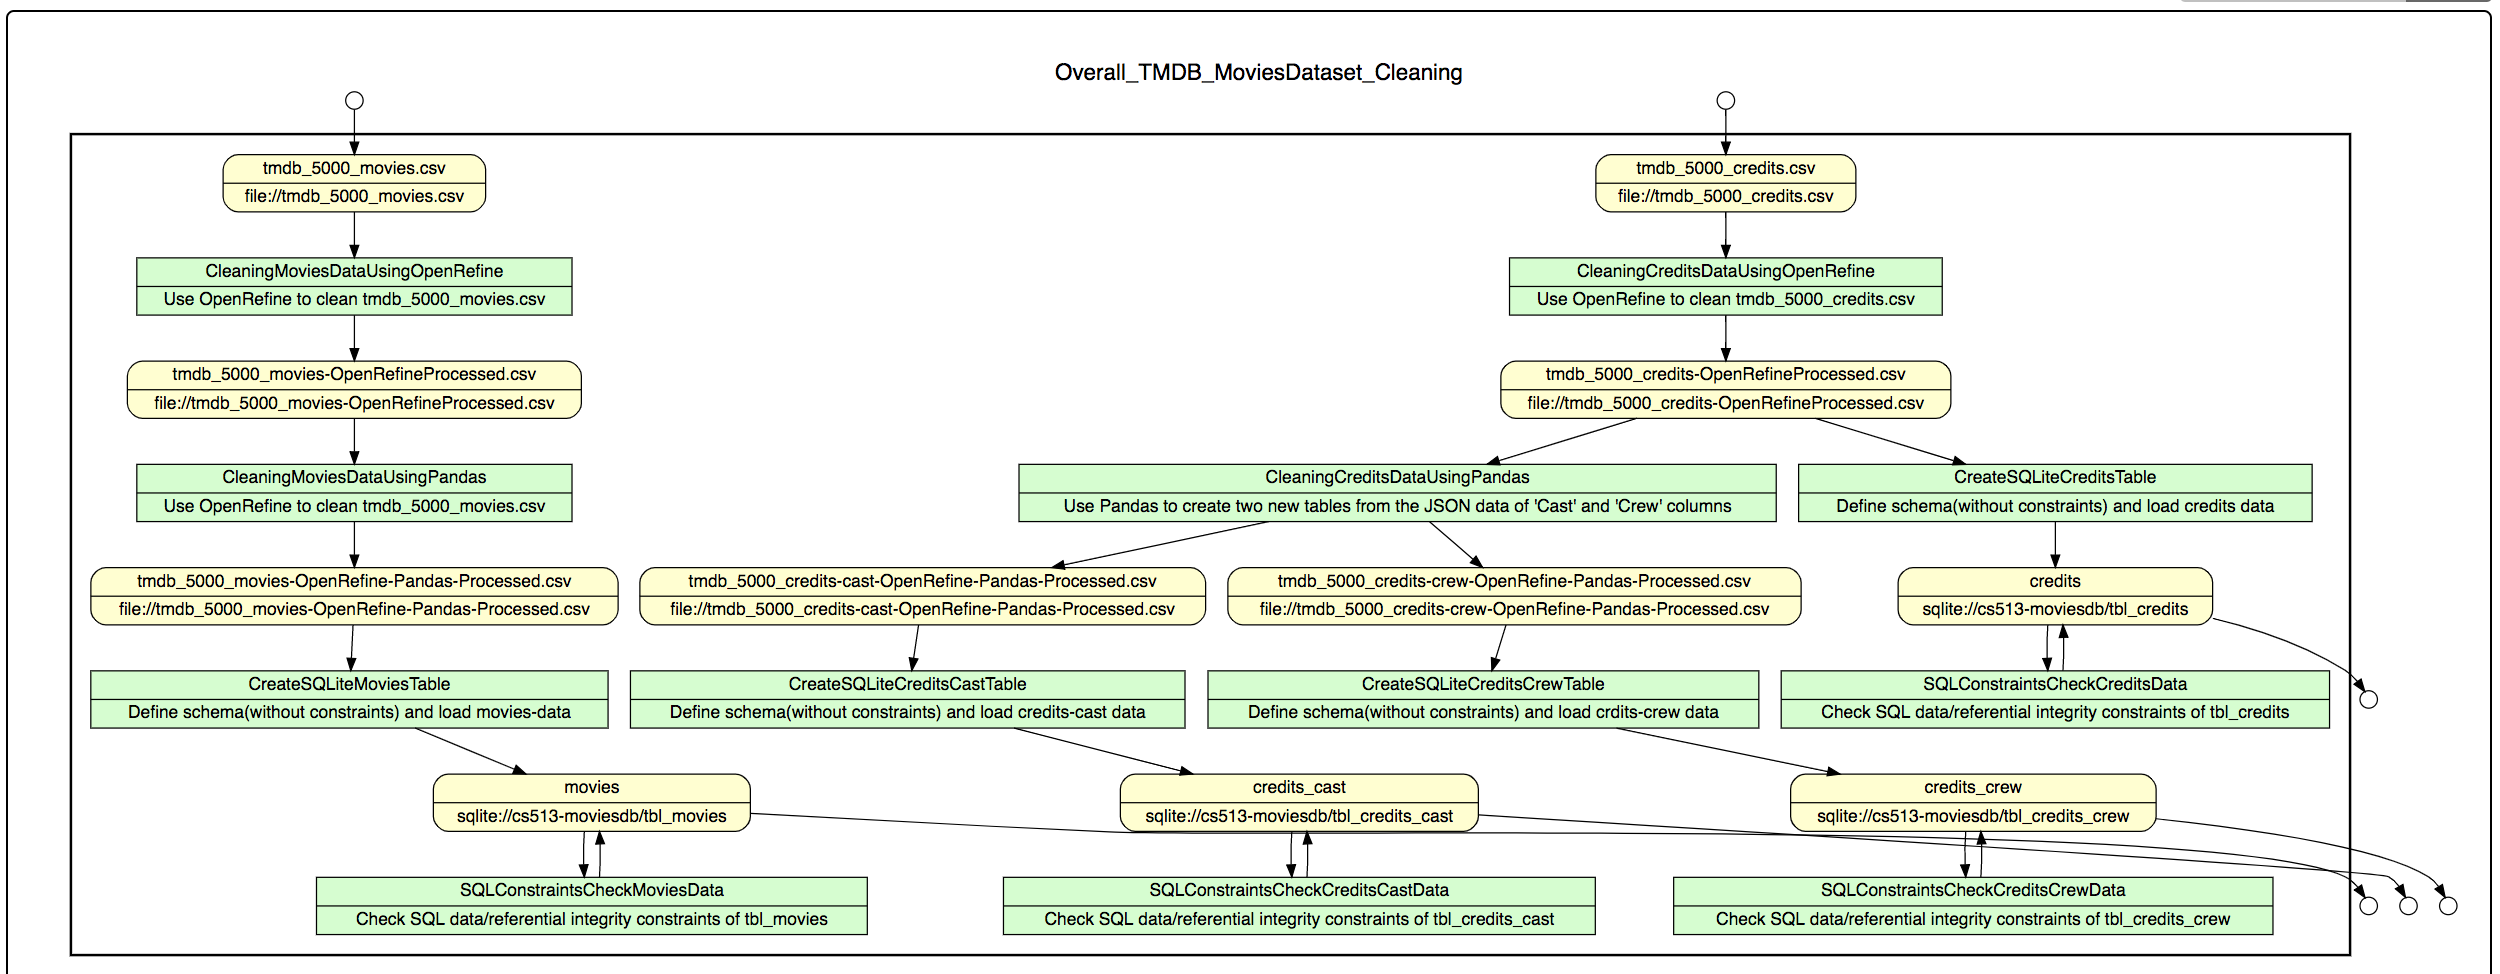 Overall_TMDB_MoviesDataset_Cleaning
tmdb_5000_movies.csv
file://tmdb_5000_movies.csv
tmdb_5000_credits.csv
file://tmdb_5000_credits.csv
CleaningMoviesDataUsingOpenRefine
Use OpenRefine to clean tmdb_5000_movies.csv
CleaningCreditsDataUsingOpenRefine
Use OpenRefine to clean tmdb_5000_credits.csv
tmdb_5000_movies-OpenRefineProcessed.csv
file://tmdb_5000_movies-OpenRefineProcessed.csv
tmdb_5000_credits-OpenRefineProcessed.csv
file://tmdb_5000_credits-OpenRefineProcessed.csv
CleaningMoviesDataUsingPandas
Use OpenRefine to clean tmdb_5000_movies.csv
CleaningCreditsDataUsingPandas
Use Pandas to create two new tables from the JSON data of 'Cast' and 'Crew' columns
CreateSQLiteCreditsTable
Define schema(without constraints) and load credits data
tmdb_5000_movies-OpenRefine-Pandas-Processed.csv
file://tmdb_5000_movies-OpenRefine-Pandas-Processed.csv
tmdb_5000_credits-cast-OpenRefine-Pandas-Processed.csv
file://tmdb_5000_credits-cast-OpenRefine-Pandas-Processed.csv
tmdb_5000_credits-crew-OpenRefine-Pandas-Processed.csv
file://tmdb_5000_credits-crew-OpenRefine-Pandas-Processed.csv
credits
sqlite://cs513-moviesdb/tbl_credits
CreateSQLiteMoviesTable
Define schema(without constraints) and load movies-data
CreateSQLiteCreditsCastTable
Define schema(without constraints) and load credits-cast data
CreateSQLiteCreditsCrewTable
Define schema(without constraints) and load crdits-crew data
SQLConstraintsCheckCreditsData
Check SQL data/referential integrity constraints of tbl_credits
movies
sqlite://cs513-moviesdb/tbl_movies
credits_cast
sqlite://cs513-moviesdb/tbl_credits_cast
credits_crew
sqlite://cs513-moviesdb/tbl_credits_crew
SQLConstraintsCheckMoviesData
Check SQL data/referential integrity constraints of tbl_movies
SQLConstraintsCheckCreditsCastData
Check SQL data/referential integrity constraints of tbl_credits_cast
SQLConstraintsCheckCreditsCrewData
Check SQL data/referential integrity constraints of tbl_credits_crew